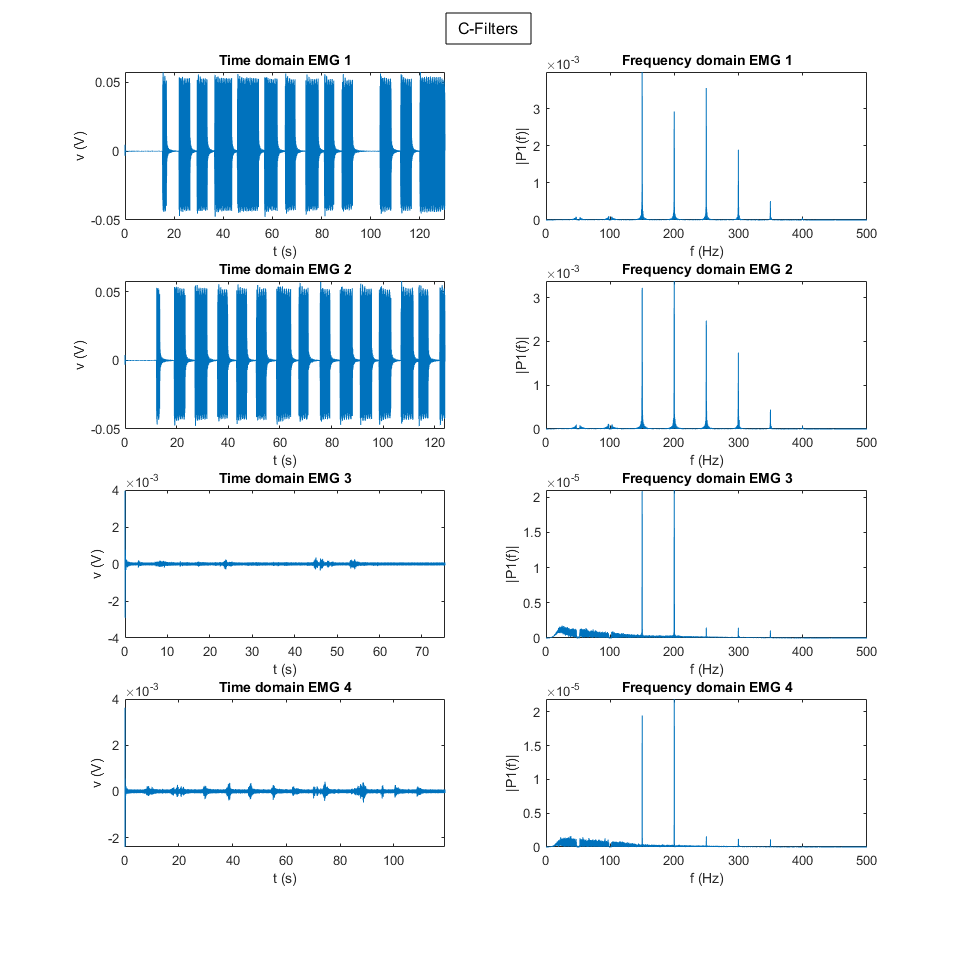 C-Filters
Time domain EMG 1
0.05
0
-0.05
v (V)
0 20 40 60 80 100 120
t (s)
Frequency domain EMG 1
×10-3
3
2
1
0
|P1(f)|
0 100 200 300 400 500
f (Hz)
Time domain EMG 2
0.05
0
-0.05
v (V)
0 20 40 60 80 100 120
t (s)
Frequency domain EMG 2
×10-3
3
2
1
0
|P1(f)|
0 100 200 300 400 500
f (Hz)
Time domain EMG 3
×10-3
4
2
0
-2
-4
v (V)
0 10 20 30 40 50 60 70
t (s)
Frequency domain EMG 3
×10-5
2
1.5
1
0.5
0
|P1(f)|
0 100 200 300 400 500
f (Hz)
Time domain EMG 4
×10-3
4
2
0
-2
v (V)
0 20 40 60 80 100
t (s)
Frequency domain EMG 4
×10-5
2
1.5
1
0.5
0
|P1(f)|
0 100 200 300 400 500
f (Hz)